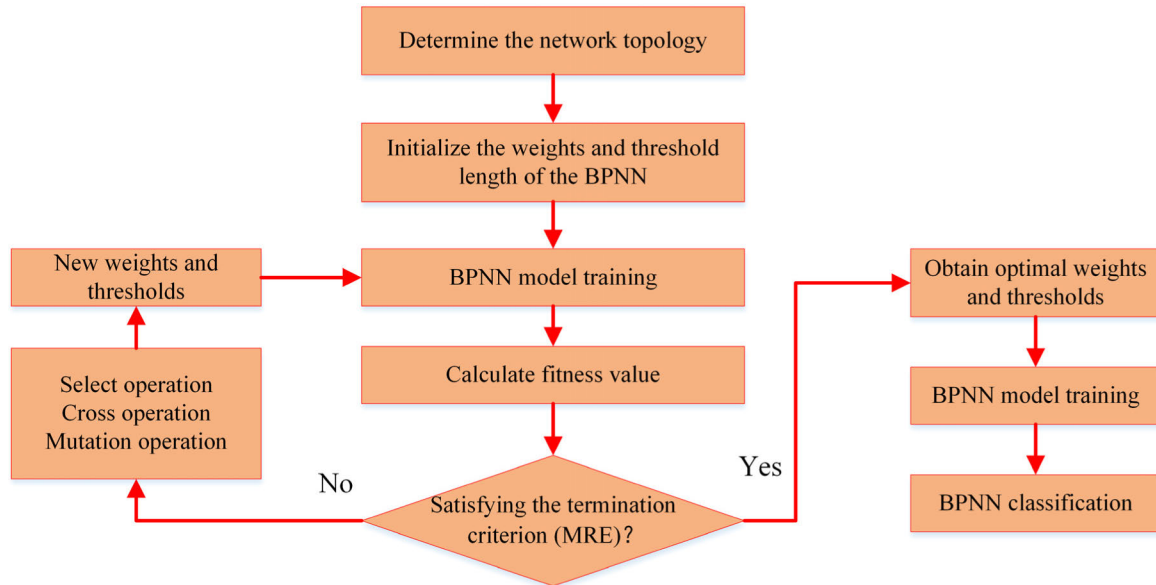 Determine the network topology
Initialize the weights and threshold
length of the BPNN
New weights and
thresholds
BPNN model training
Obtain optimal weights
and thresholds
Select operation
Cross operation
Mutation operation
Calculate fitness value
BPNN model training
No
Yes
Satisfying the termination
criterion (MRE)?
BPNN classification